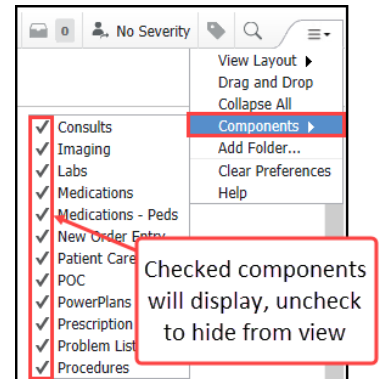 0 No Severity
View Layout
Drag and Drop
Collapse All
Components
Add Folder...
Clear Preferences
Help
Consults
Imaging
Labs
Medications
Medications - Peds
New Order Entry
Patient Care
POC
PowerPlans
Prescription
Problem List
Procedures
Checked components
will display, uncheck
to hide from view